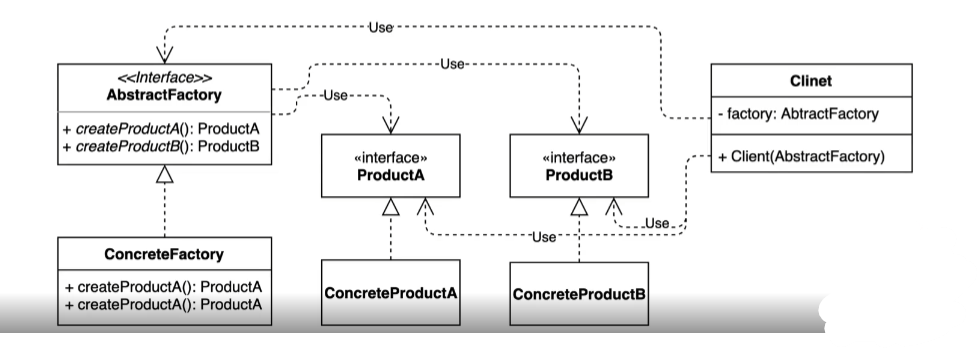 Use
Use
Use
<<Interface>>
AbstractFactory
+ createProductA(): ProductA
+ createProductB(): ProductB
«interface»
ProductA
«interface»
ProductB
Clinet
- factory: AbtractFactory
+ Client(AbstractFactory)
Use
Use
ConcreteFactory
+ createProductA(): ProductA
+ createProductA(): ProductA
ConcreteProductA
ConcreteProductB